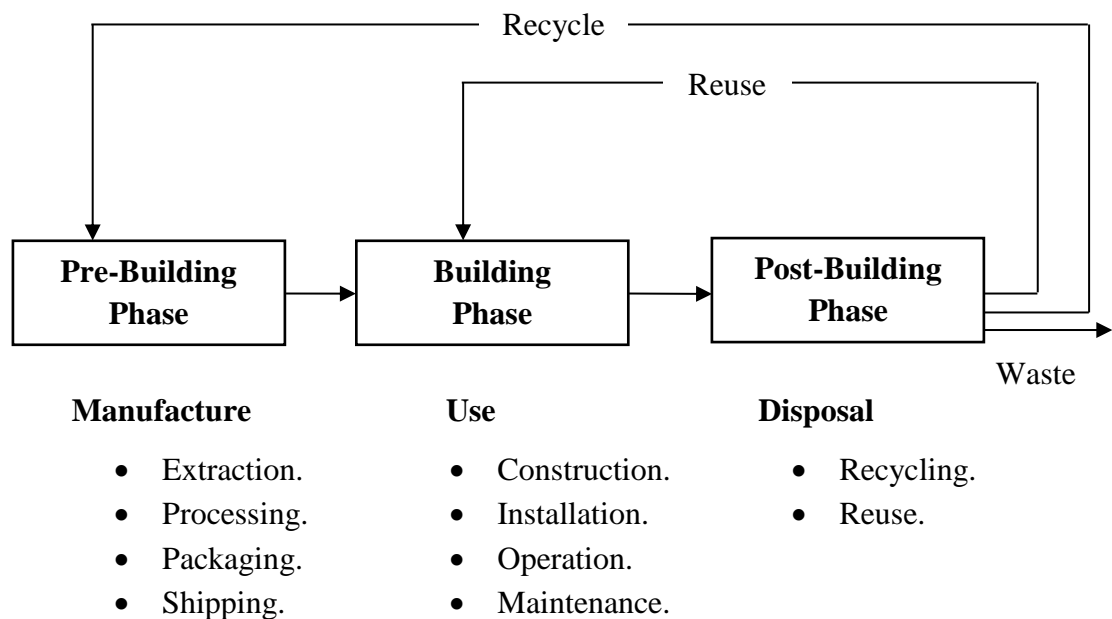 Recycle
Reuse
Pre-Building
Phase
Building
Phase
Post-Building
Phase
Waste
Manufacture
• Extraction.
• Processing.
• Packaging.
• Shipping.
Use
• Construction.
• Installation.
• Operation.
• Maintenance.
Disposal
• Recycling.
• Reuse.